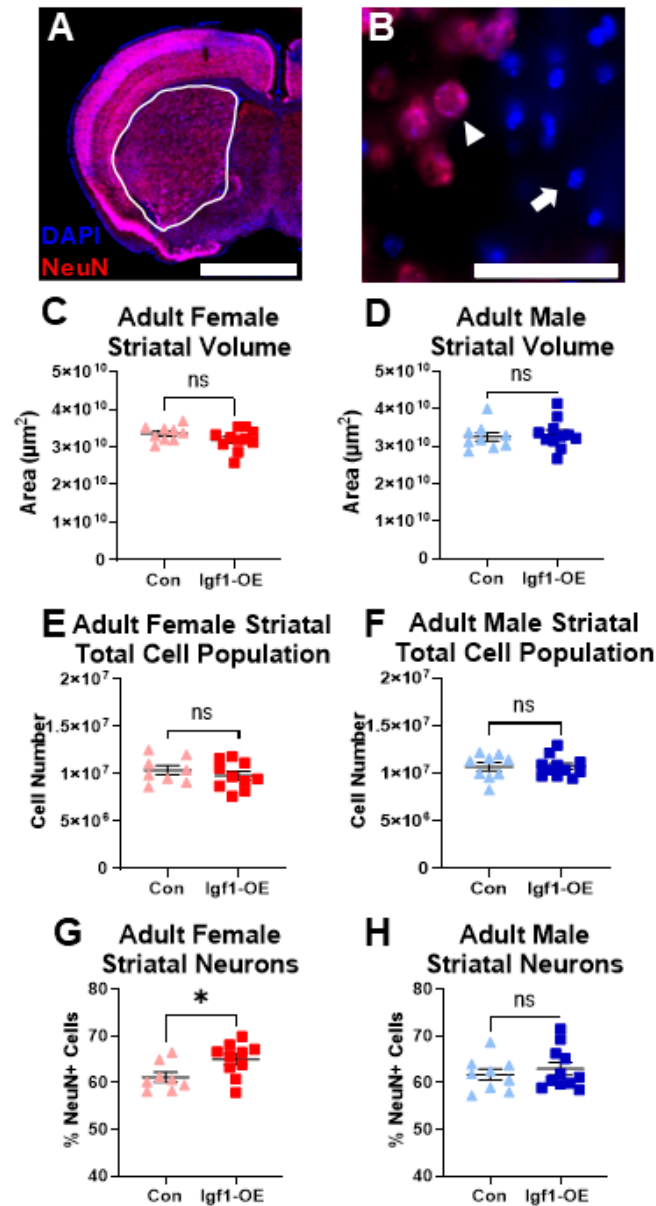 A
DAPI
NeuN
B
C Adult Female
Striatal Volume
5×10¹⁰
4×10¹⁰
3×10¹⁰
2×10¹⁰
1×10¹⁰
0
Area (µm²)
ns
Con Igf1-OE
D Adult Male
Striatal Volume
5×10¹⁰
4×10¹⁰
3×10¹⁰
2×10¹⁰
1×10¹⁰
0
Area (µm²)
ns
Con Igf1-OE
E Adult Female Striatal
Total Cell Population
2×10⁷
1.5×10⁷
1×10⁷
5×10⁶
0
Cell Number
ns
Con Igf1-OE
F Adult Male Striatal
Total Cell Population
2×10⁷
1.5×10⁷
1×10⁷
5×10⁶
0
Cell Number
ns
Con Igf1-OE
G Adult Female
Striatal Neurons
80
70
60
50
40
% NeuN+ Cells
*
Con Igf1-OE
H Adult Male
Striatal Neurons
80
70
60
50
40
% NeuN+ Cells
ns
Con Igf1-OE